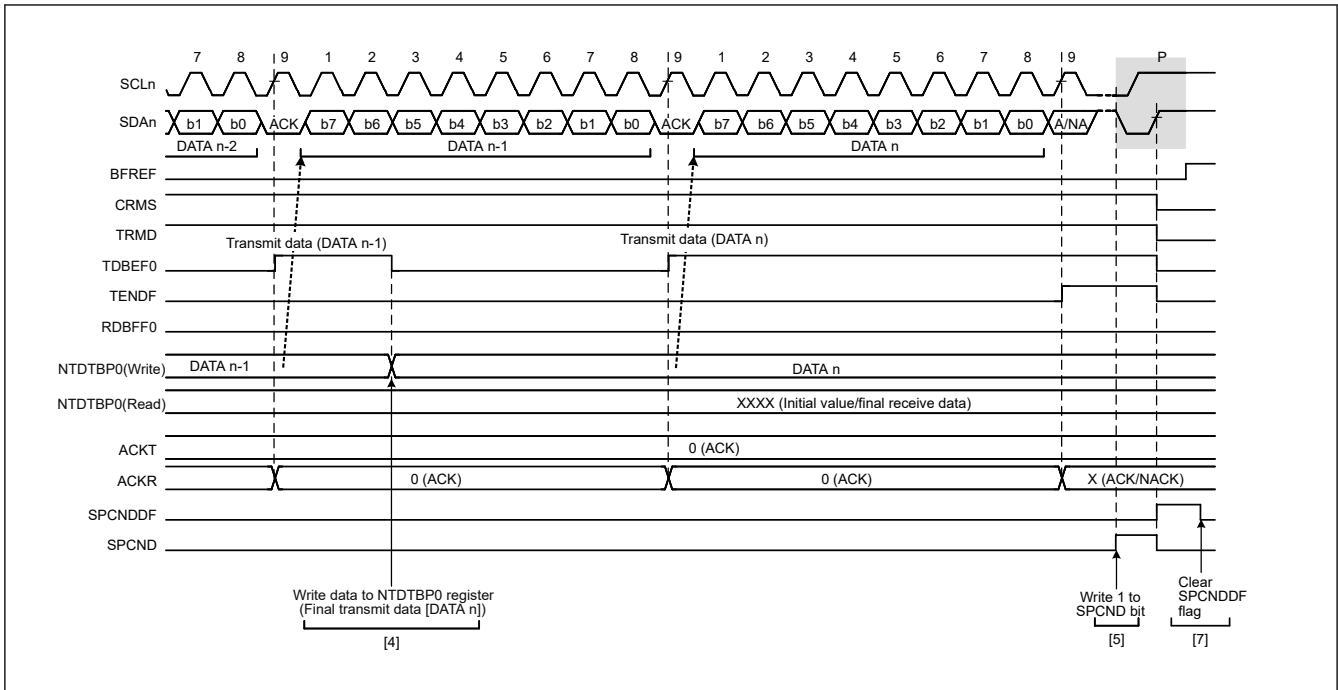 7 8 9 1 2 3 4 5 6 7 8 9 1 2 3 4 5 6 7 8 9 P
SCLn
SDAn b1 b0 ACK b7 b6 b5 b4 b3 b2 b1 b0 ACK b7 b6 b5 b4 b3 b2 b1 b0 A/NA
DATA n-2 DATA n-1 DATA n
BFREF
CRMS
TRMD
Transmit data (DATA n-1) Transmit data (DATA n)
TDBEF0
TENDF
RDBFF0
NTDTBP0(Write) DATA n-1 DATA n
NTDTBP0(Read) XXXX (Initial value/final receive data)
ACKT 0 (ACK)
ACKR 0 (ACK) 0 (ACK) X (ACK/NACK)
SPCNDDF
SPCND
Write data to NTDTBP0 register
(Final transmit data [DATA n])
[4]
Write 1 to
SPCND bit
[5]
Clear
SPCNDDF
flag
[7]